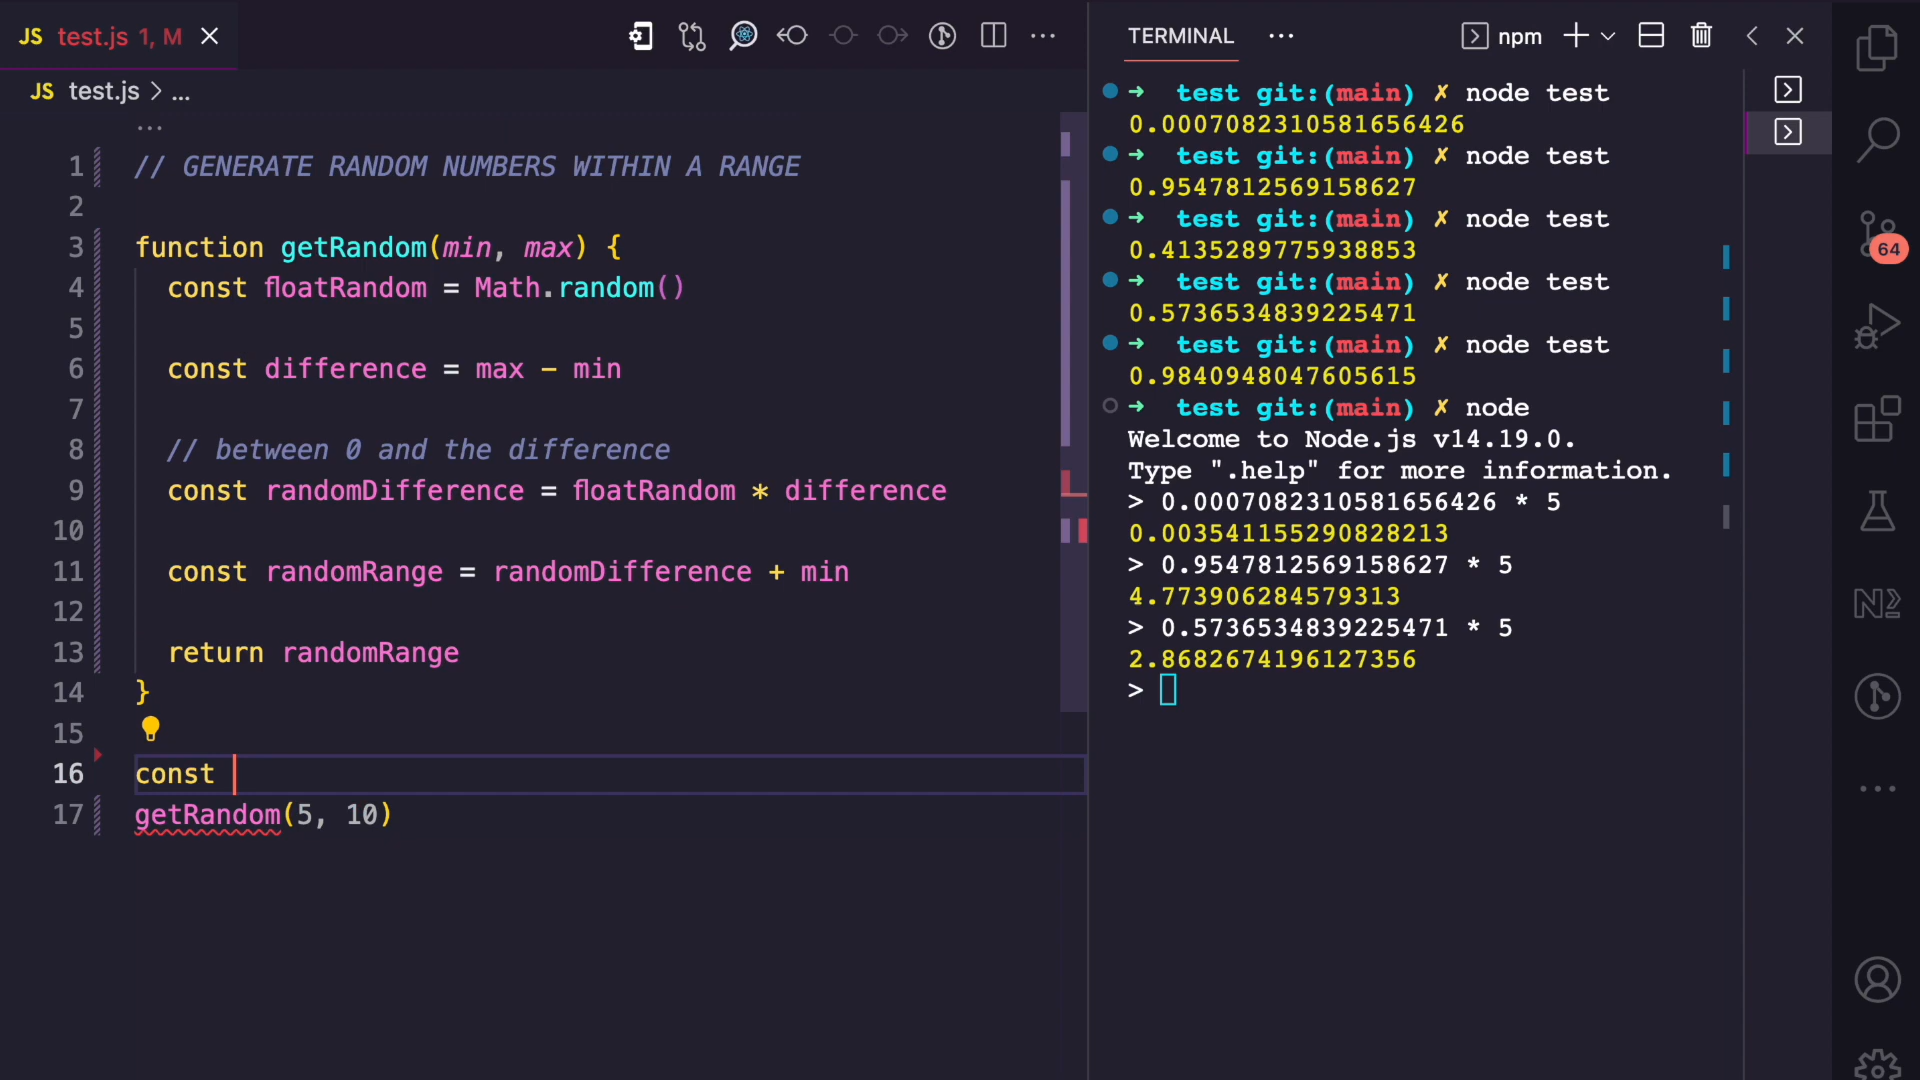 JS test.js 1, M
JS test.js > ...
...
1 // GENERATE RANDOM NUMBERS WITHIN A RANGE
2
3 function getRandom(min, max) {
4 const floatRandom = Math.random()
5
6 const difference = max - min
7
8 // between 0 and the difference
9 const randomDifference = floatRandom * difference
10
11 const randomRange = randomDifference + min
12
13 return randomRange
14 }
15
16 const
17 getRandom(5, 10)
TERMINAL ... npm
➜ test git:(main) ✗ node test
0.0007082310581656426
➜ test git:(main) ✗ node test
0.9547812569158627
➜ test git:(main) ✗ node test
0.4135289775938853
➜ test git:(main) ✗ node test
0.5736534839225471
➜ test git:(main) ✗ node test
0.9840948047605615
➜ test git:(main) ✗ node
Welcome to Node.js v14.19.0.
Type ".help" for more information.
> 0.0007082310581656426 * 5
0.003541155290828213
> 0.9547812569158627 * 5
4.773906284579313
> 0.5736534839225471 * 5
2.8682674196127356
>
64